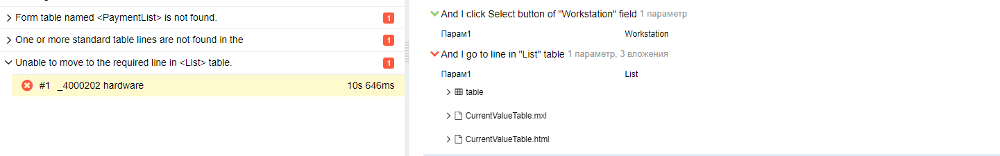 Form table named <PaymentList> is not found. 1
One or more standard table lines are not found in the 1
Unable to move to the required line in <List> table. 1
#1 _4000202 hardware 10s 646ms
And I click Select button of "Workstation" field 1 параметр
Парам1 Workstation
And I go to line in "List" table 1 параметр, 3 вложения
Парам1 List
table
CurrentValueTable.mxl
CurrentValueTable.html